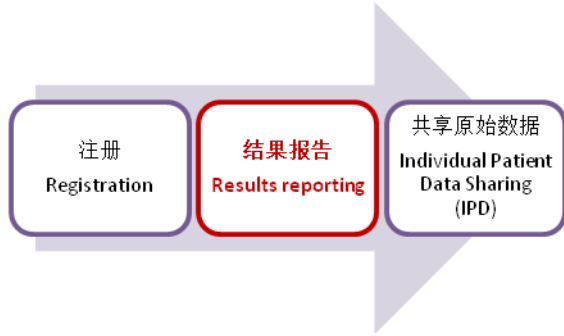 注册
Registration
结果报告
Results reporting
共享原始数据
Individual Patient
Data Sharing
(IPD)